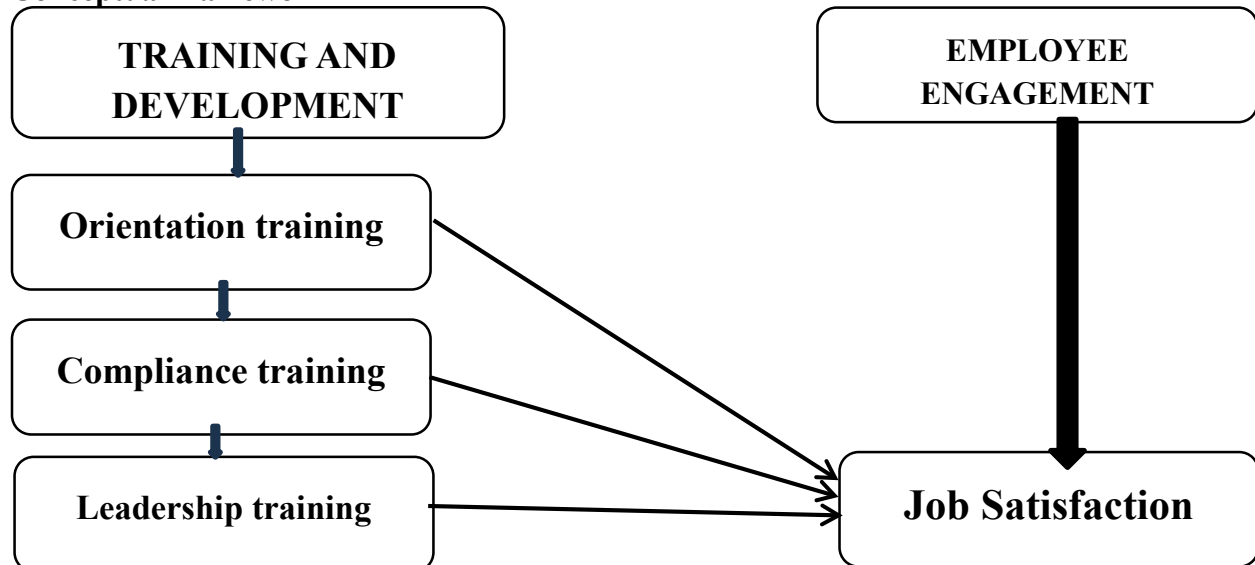 TRAINING AND
DEVELOPMENT
EMPLOYEE
ENGAGEMENT
Orientation training
Compliance training
Leadership training
Job Satisfaction